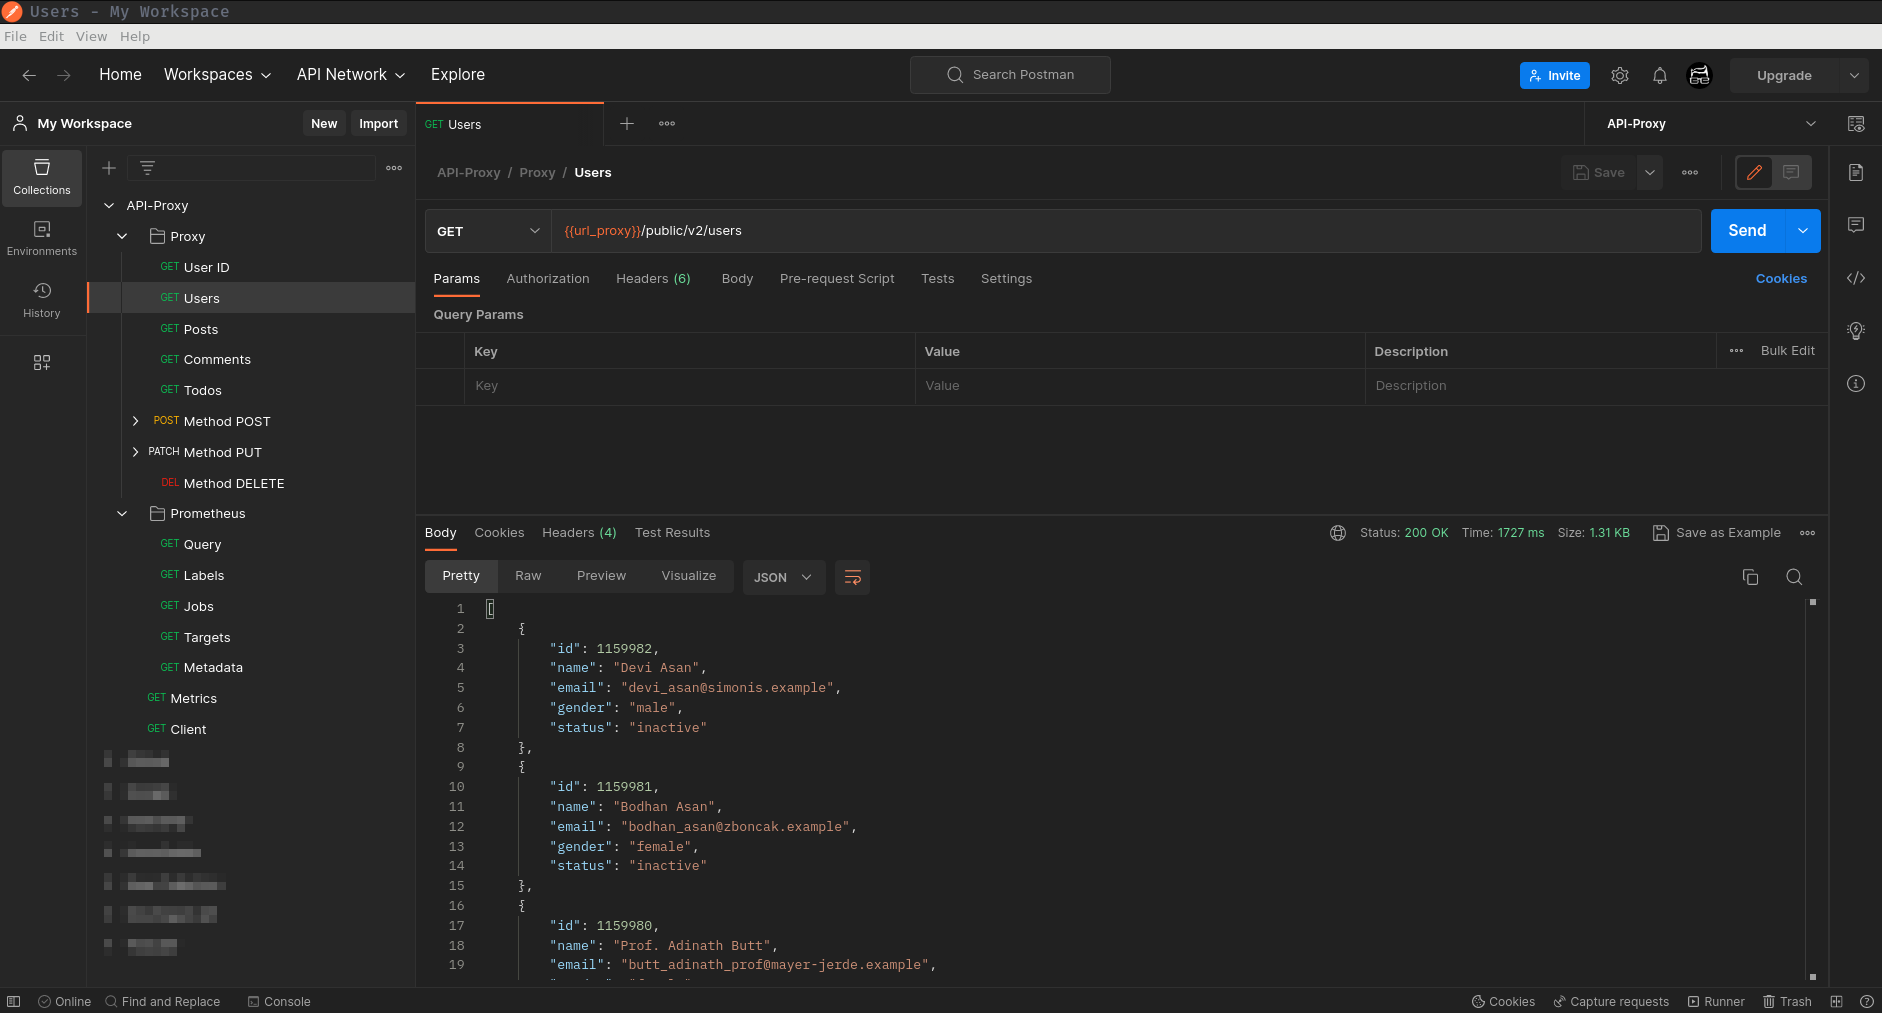 Users - My Workspace
File Edit View Help
Home Workspaces API Network Explore Search Postman Invite Upgrade
My Workspace New Import
GET Users
API-Proxy
Collections
Environments
History
API-Proxy
Proxy
GET User ID
GET Users
GET Posts
GET Comments
GET Todos
POST Method POST
PATCH Method PUT
DEL Method DELETE
Prometheus
GET Query
GET Labels
GET Jobs
GET Targets
GET Metadata
GET Metrics
GET Client
API-Proxy / Proxy / Users Save
GET {{url_proxy}}/public/v2/users Send
Params Authorization Headers (6) Body Pre-request Script Tests Settings Cookies
Query Params
Key Value Description Bulk Edit
Key Value Description
Body Cookies Headers (4) Test Results Status: 200 OK Time: 1727 ms Size: 1.31 KB Save as Example
Pretty Raw Preview Visualize JSON
1 [
2 {
3 "id": 1159982,
4 "name": "Devi Asan",
5 "email": "devi_asan@simonis.example",
6 "gender": "male",
7 "status": "inactive"
8 },
9 {
10 "id": 1159981,
11 "name": "Bodhan Asan",
12 "email": "bodhan_asan@zboncak.example",
13 "gender": "female",
14 "status": "inactive"
15 },
16 {
17 "id": 1159980,
18 "name": "Prof. Adinath Butt",
19 "email": "butt_adinath_prof@mayer-jerde.example",
Online Find and Replace Console Cookies Capture requests Runner Trash